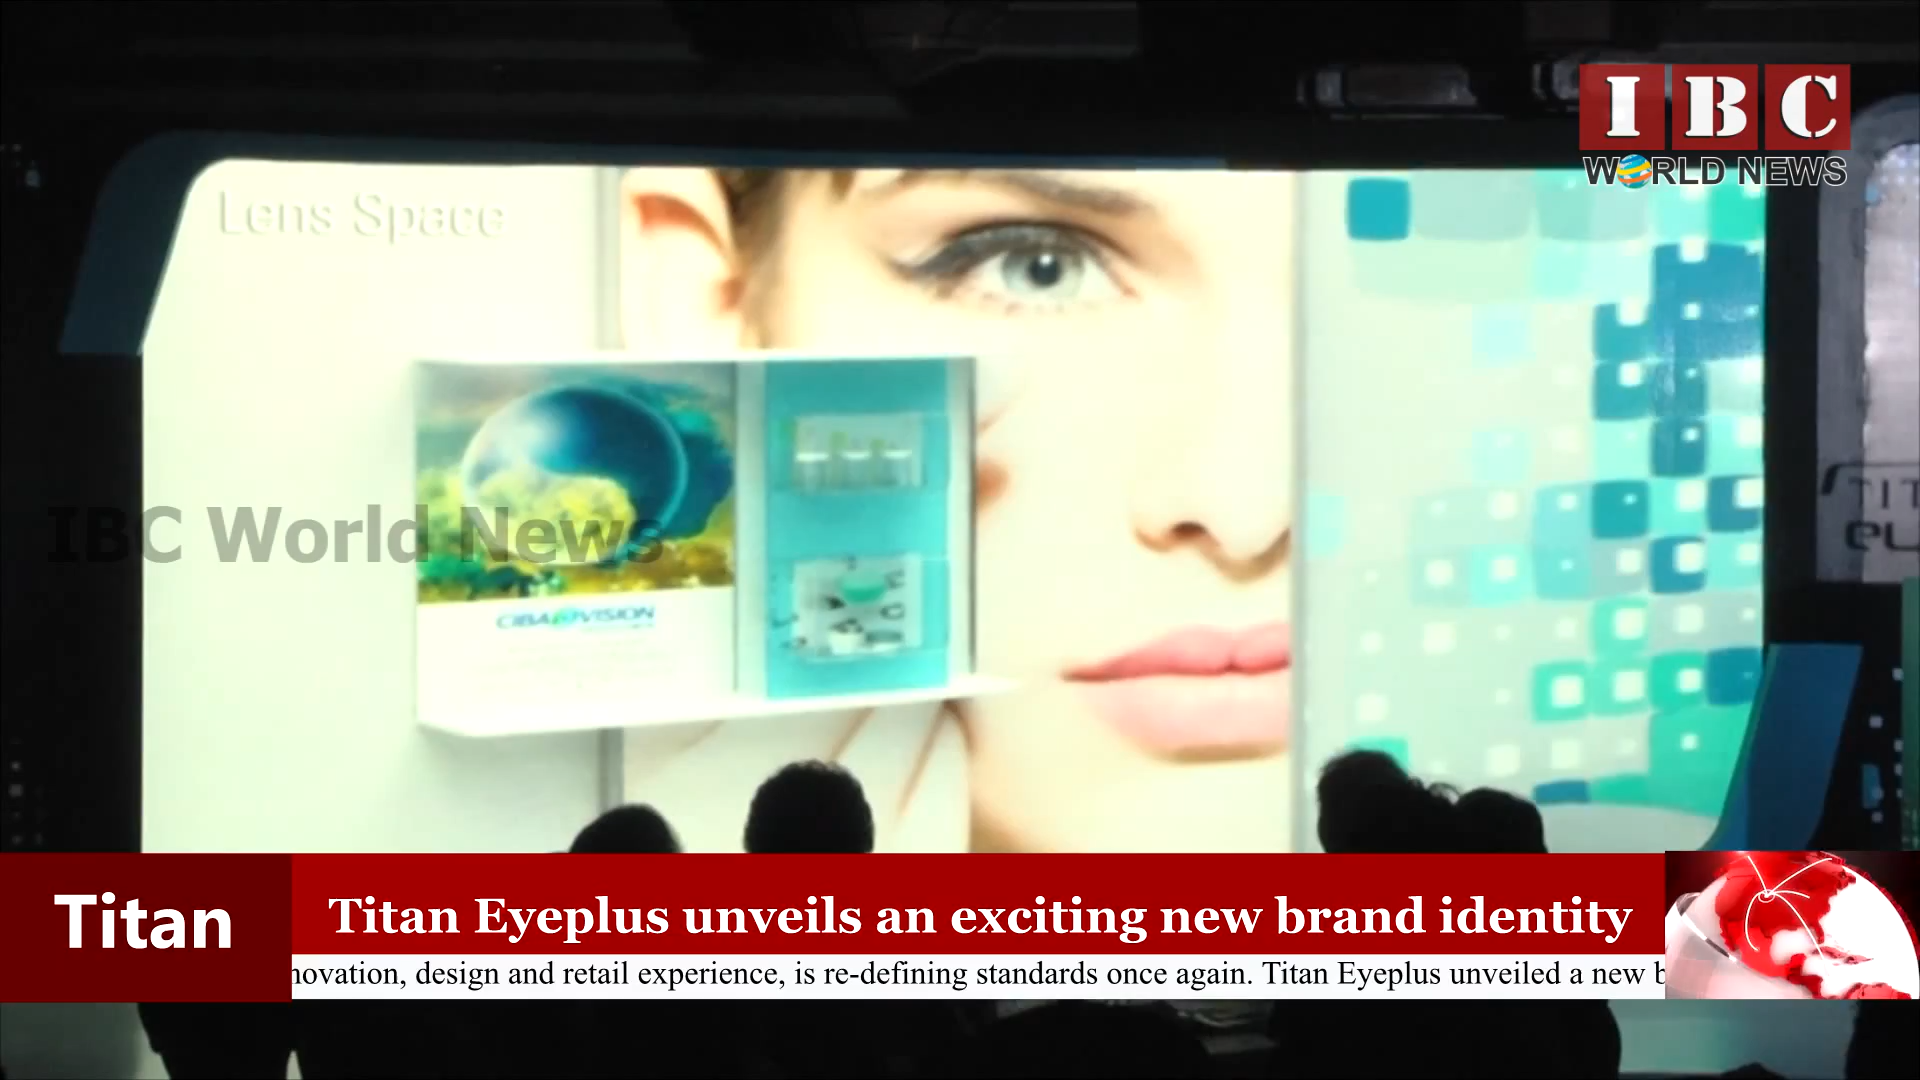 IBC
WORLD NEWS
Lens Space
TIT
IBC World News
CIBA VISION
Titan
Titan Eyeplus unveils an exciting new brand identity
novation, design and retail experience, is re-defining standards once again. Titan Eyeplus unveiled a new b